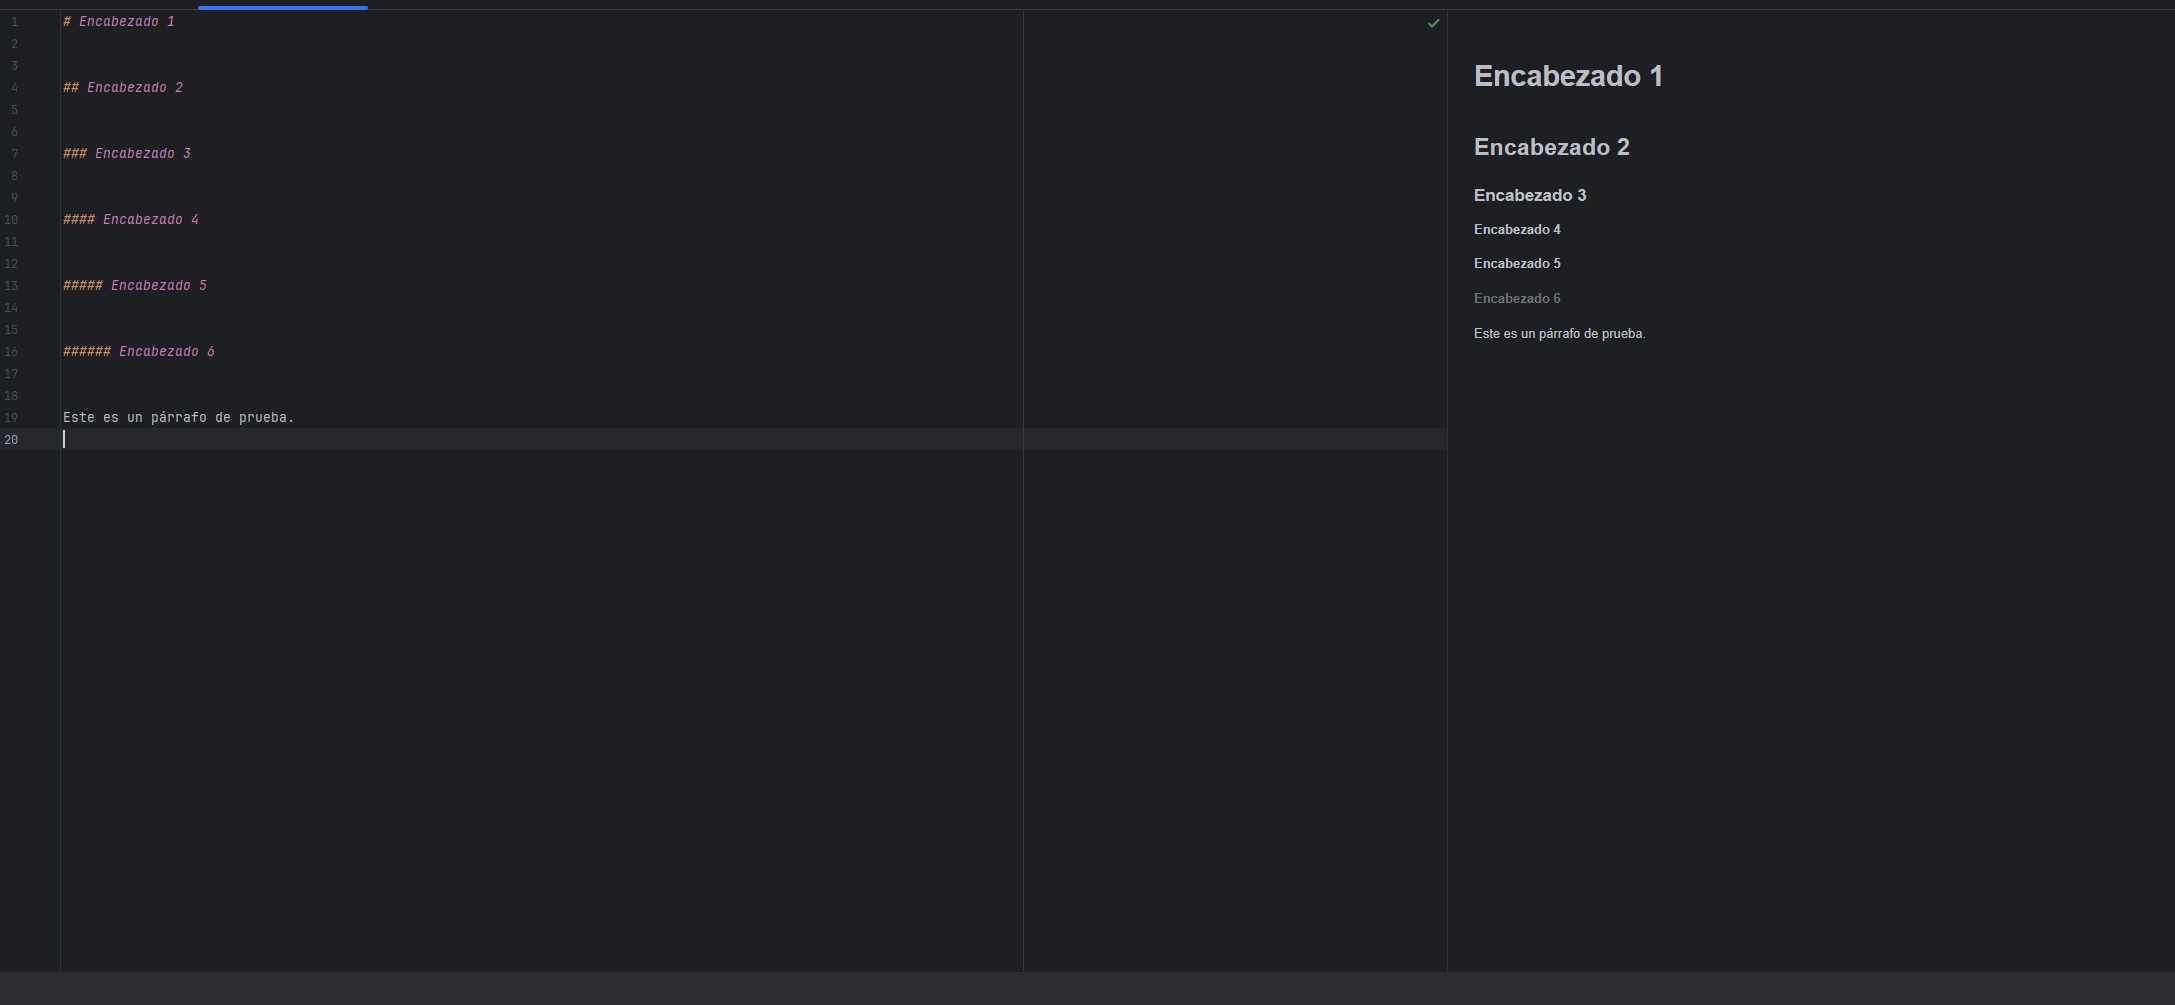 1 # Encabezado 1
2
3
4 ## Encabezado 2
5
6
7 ### Encabezado 3
8
9
10 #### Encabezado 4
11
12
13 ##### Encabezado 5
14
15
16 ###### Encabezado 6
17
18
19 Este es un párrafo de prueba.
20
Encabezado 1
Encabezado 2
Encabezado 3
Encabezado 4
Encabezado 5
Encabezado 6
Este es un párrafo de prueba.